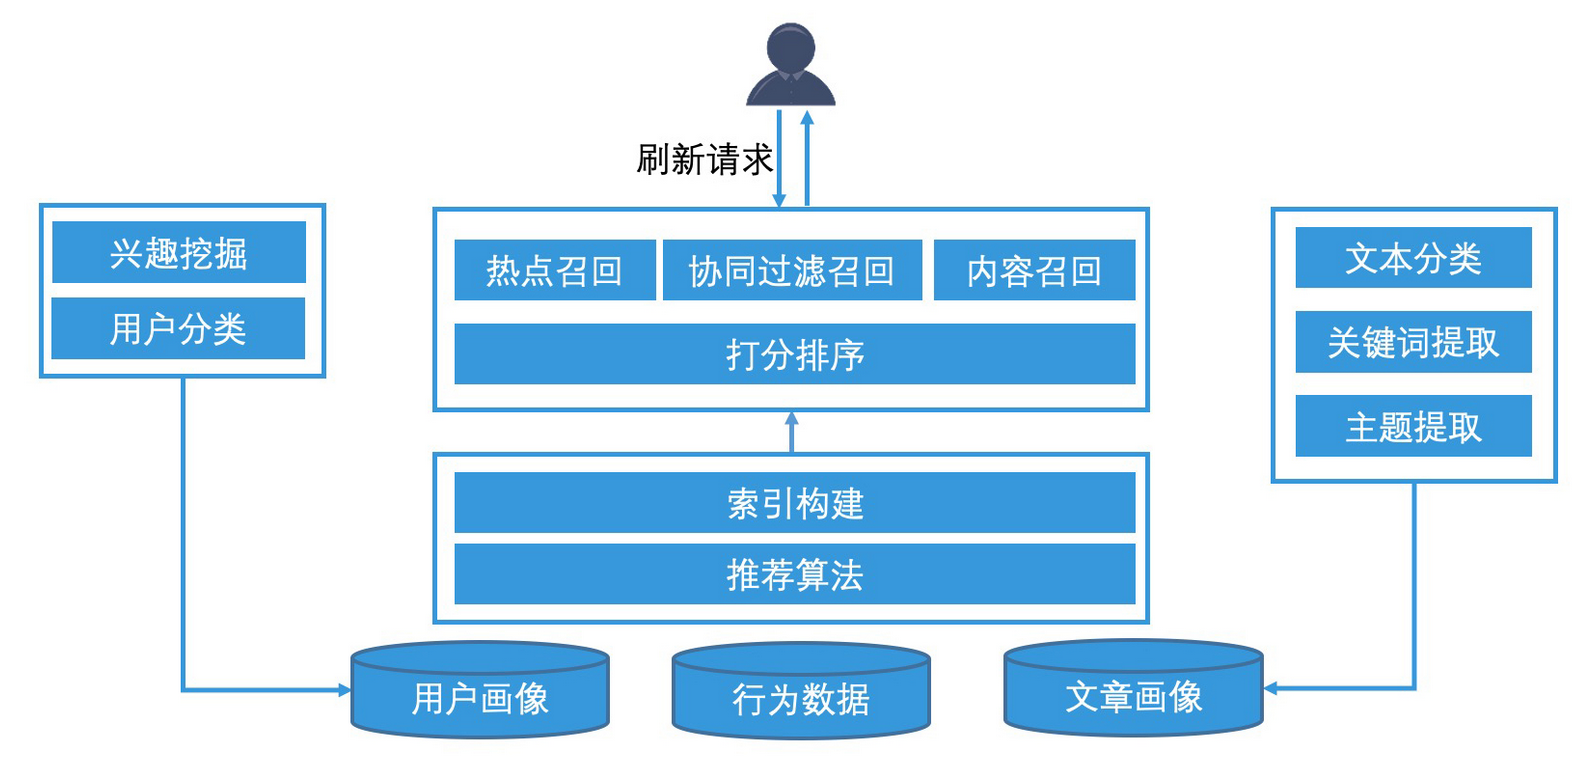 刷新请求
兴趣挖掘
用户分类
热点召回
协同过滤召回
内容召回
打分排序
文本分类
关键词提取
主题提取
索引构建
推荐算法
用户画像
行为数据
文章画像